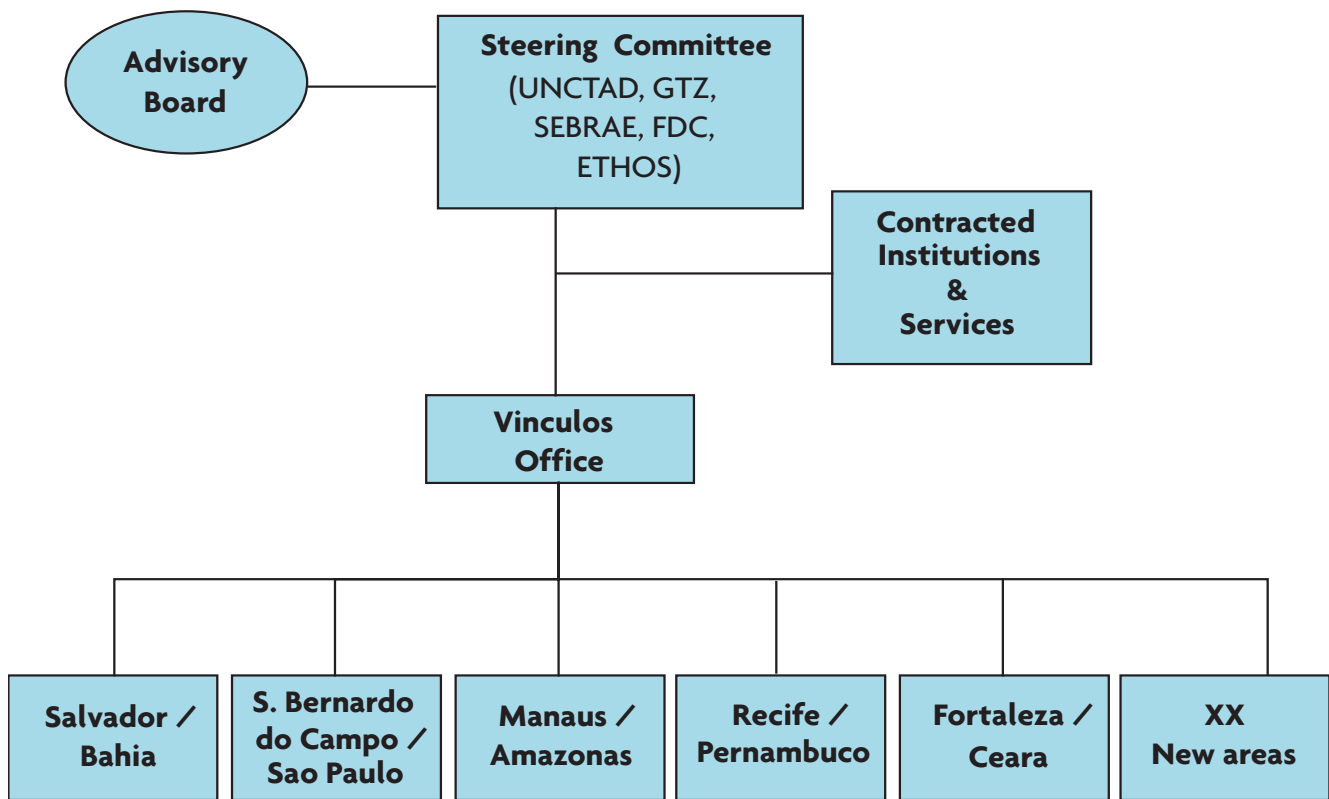 Advisory
Board
Steering Committee
(UNCTAD, GTZ,
SEBRAE, FDC,
ETHOS)
Contracted
Institutions
&
Services
Vinculos
Office
Salvador /
Bahia
S. Bernardo
do Campo /
Sao Paulo
Manaus /
Amazonas
Recife /
Pernambuco
Fortaleza /
Ceara
XX
New areas